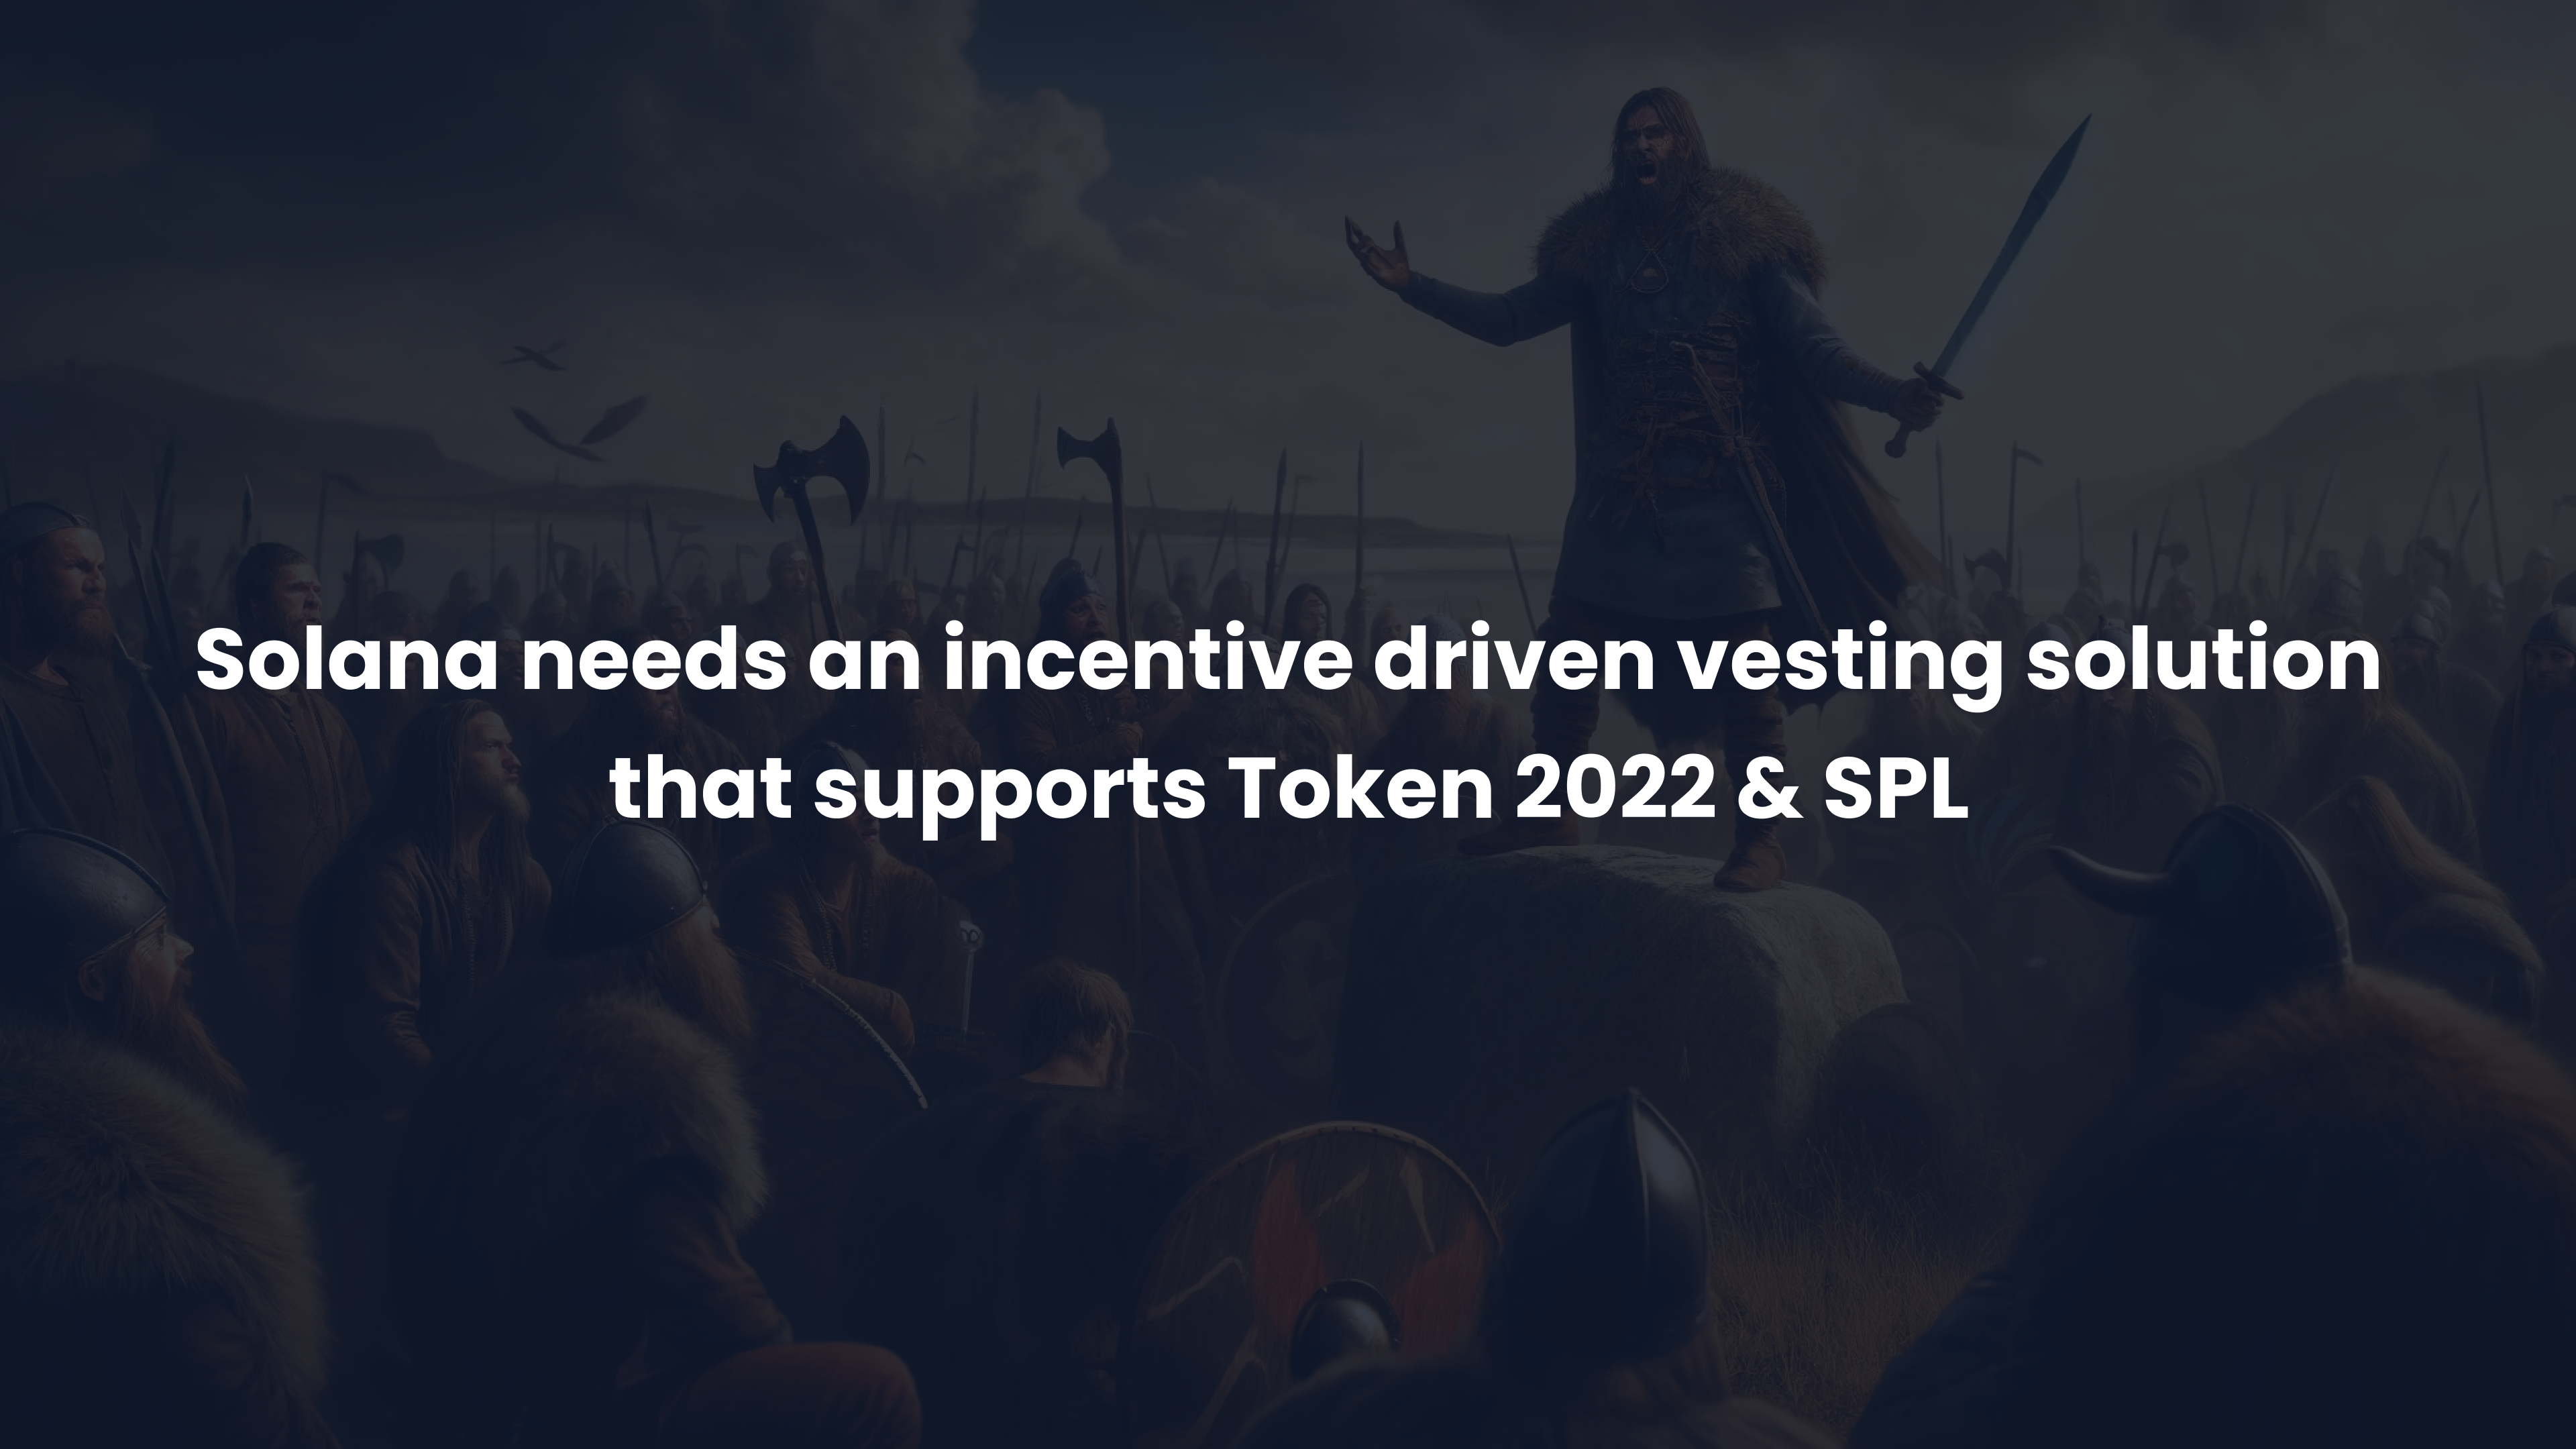 Solana needs an incentive driven vesting solution
that supports Token 2022 & SPL